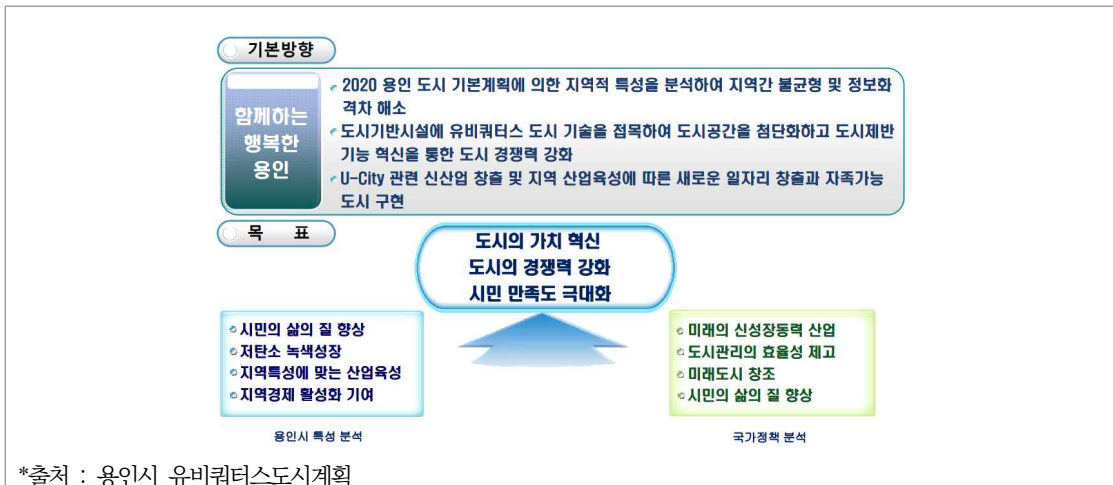 기본방향
함께하는
행복한
용인
2020 용인 도시 기본계획에 의한 지역적 특성을 분석하여 지역간 불균형 및 정보화
격차 해소
도시기반시설에 유비쿼터스 도시 기술을 접목하여 도시공간을 첨단화하고 도시제반
기능 혁신을 통한 도시 경쟁력 강화
U-City 관련 신산업 창출 및 지역 산업육성에 따른 새로운 일자리 창출과 자족가능
도시 구현
목 표
도시의 가치 혁신
도시의 경쟁력 강화
시민 만족도 극대화
시민의 삶의 질 향상
저탄소 녹색성장
지역특성에 맞는 산업육성
지역경제 활성화 기여
용인시 특성 분석
미래의 신성장동력 산업
도시관리의 효율성 제고
미래도시 창조
시민의 삶의 질 향상
국가정책 분석
*출처 : 용인시 유비쿼터스도시계획